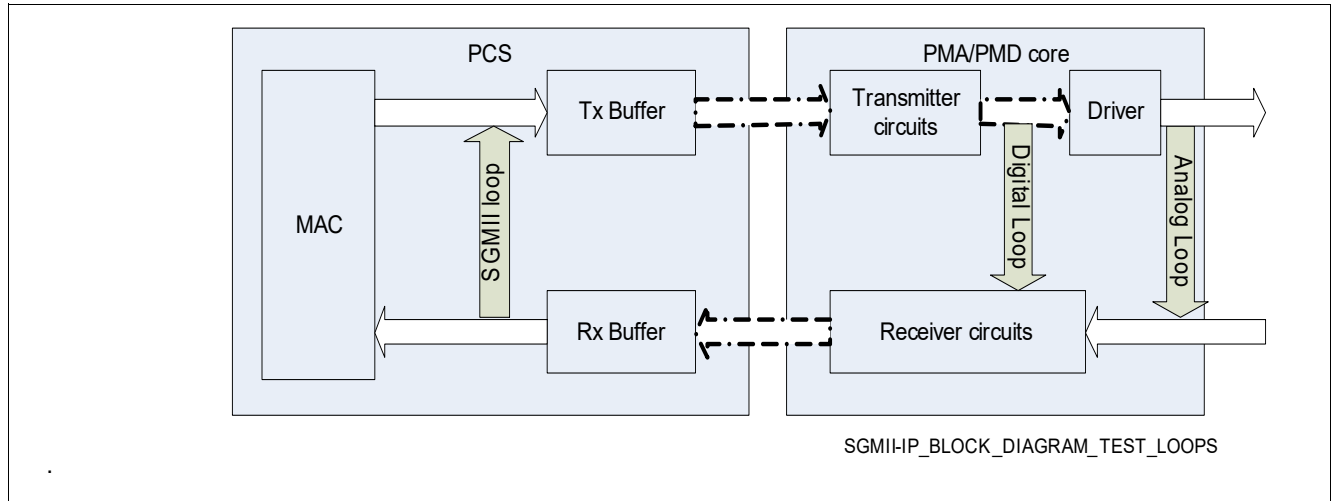 PCS
PMA/PMD core
MAC
Tx Buffer
Transmitter
circuits
Driver
SGMII loop
Digital Loop
Analog Loop
Rx Buffer
Receiver circuits
SGMII-IP_BLOCK_DIAGRAM_TEST_LOOPS
.